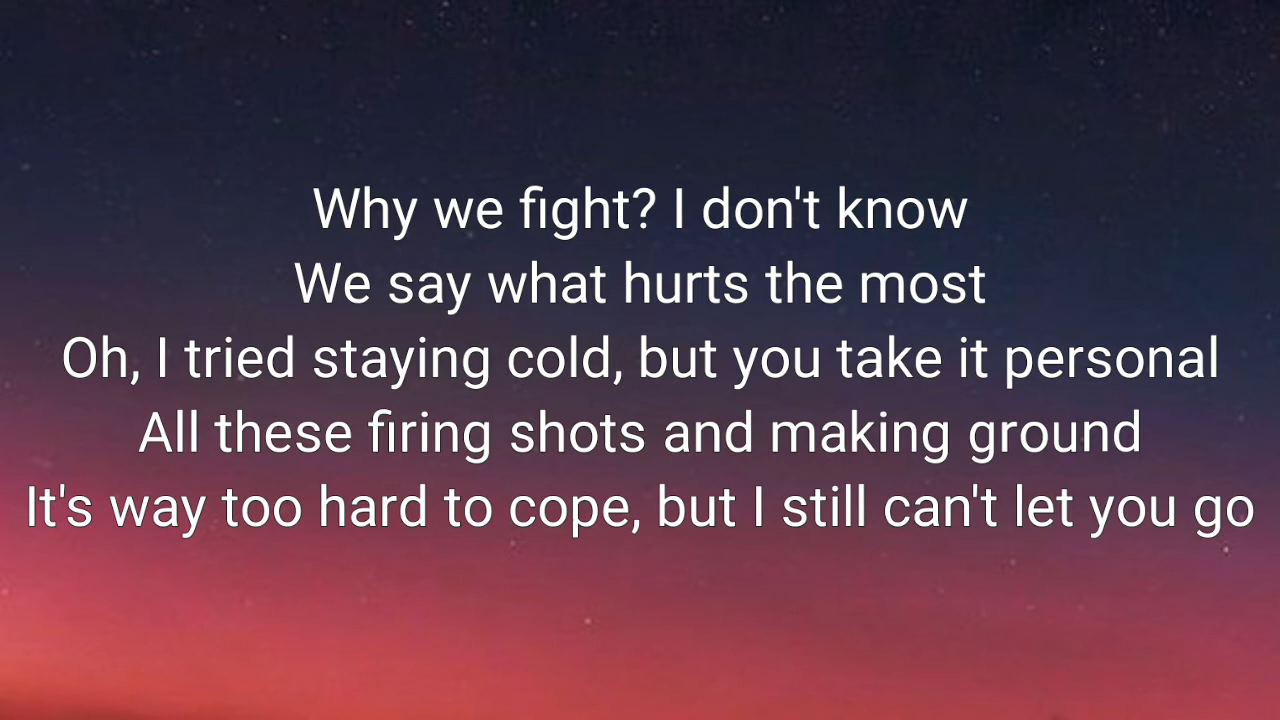 Why we fight? I don't know
We say what hurts the most
Oh, I tried staying cold, but you take it personal
All these firing shots and making ground
It's way too hard to cope, but I still can't let you go